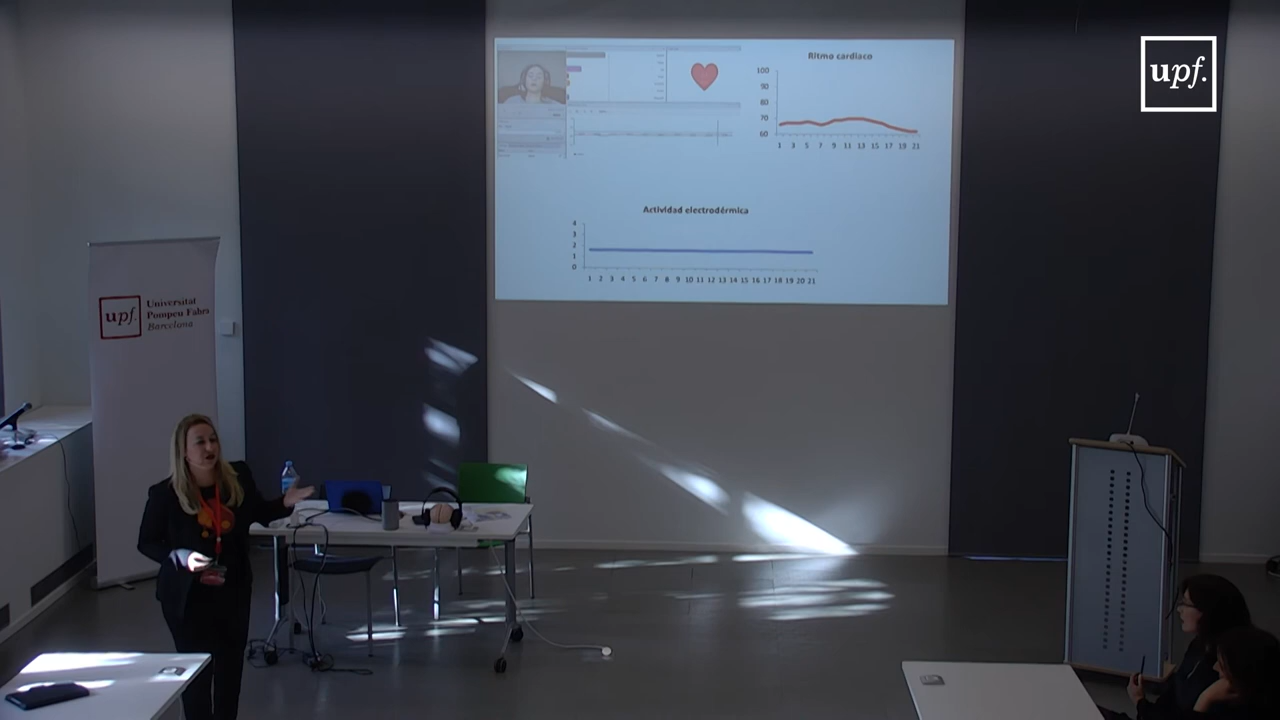 upf.
Ritmo cardíaco
100
90
80
70
60
1 3 5 7 9 11 13 15 17 19 21
Actividad electrodérmica
4
3
2
1
0
1 2 3 4 5 6 7 8 9 10 11 12 13 14 15 16 17 18 19 20 21
upf.
Universitat
Pompeu Fabra
Barcelona